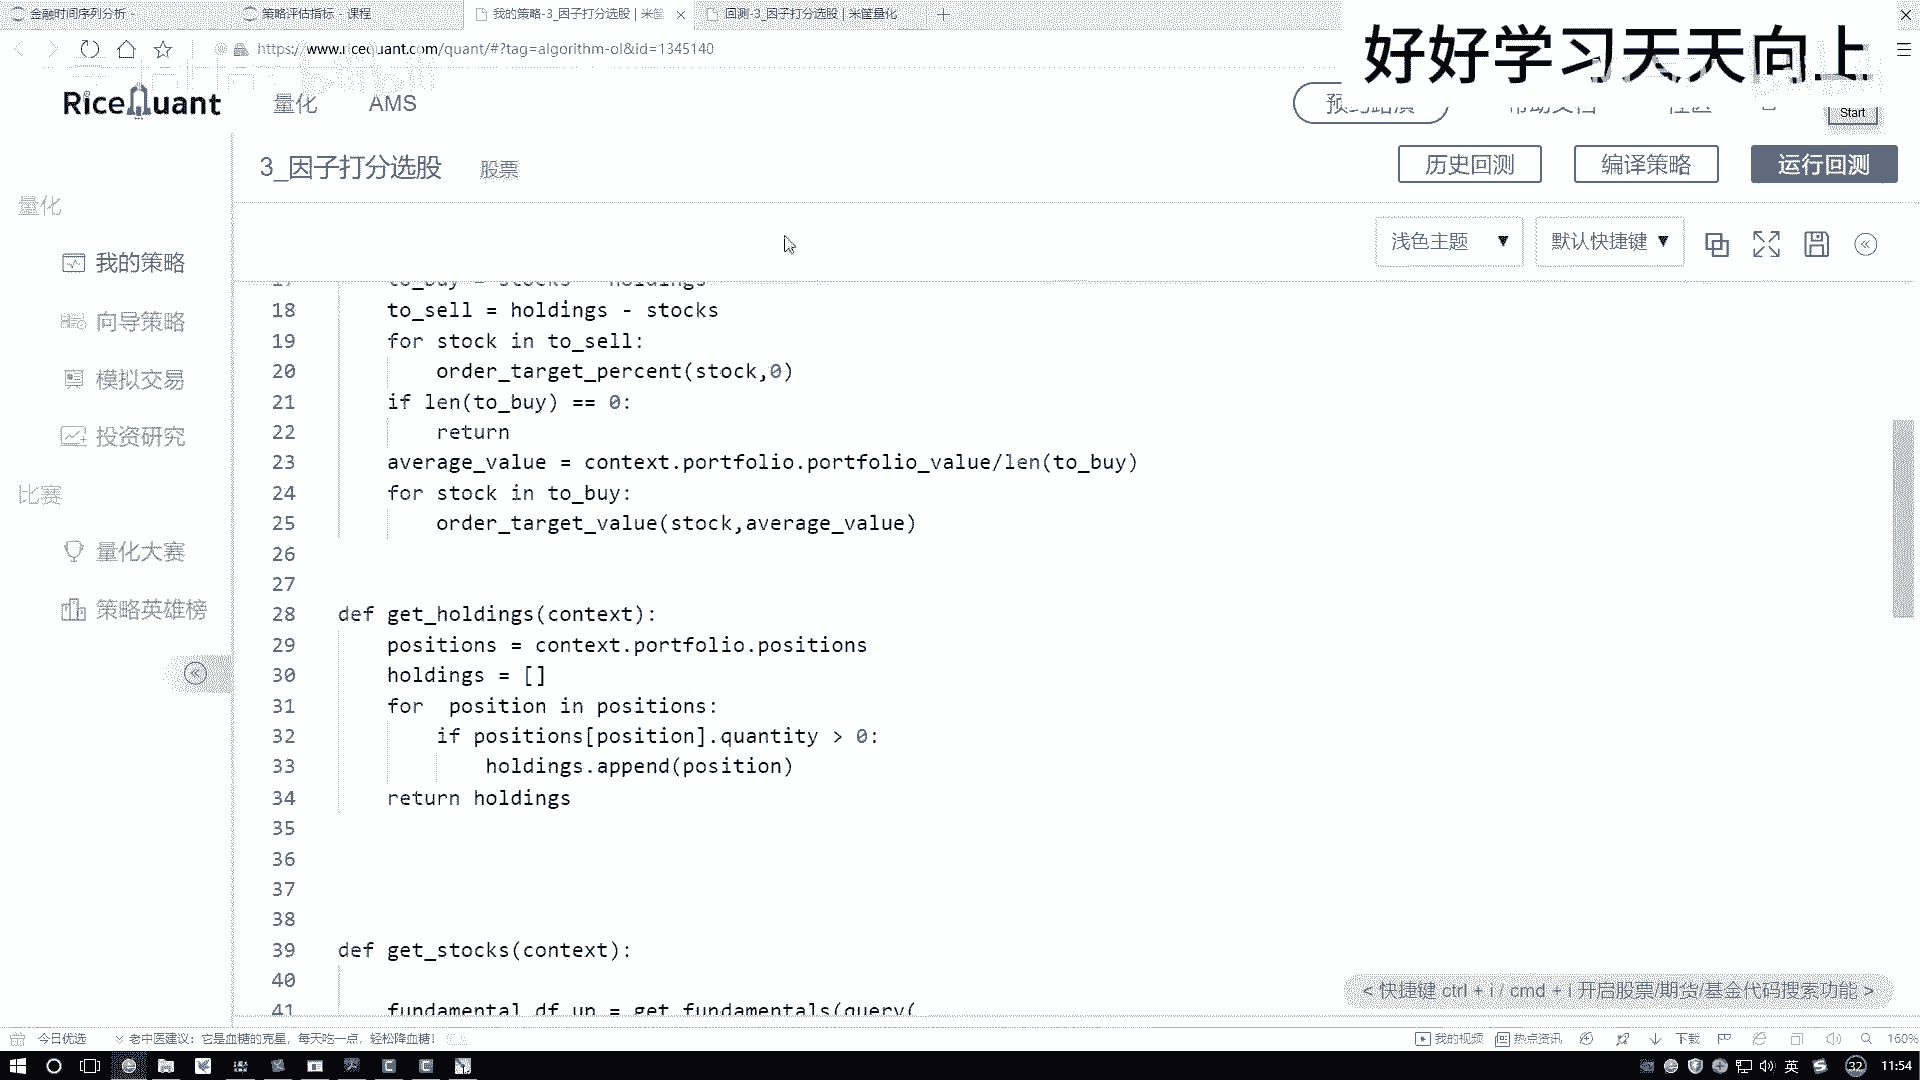 金融时间序列分析 -
策略评估指标 - 课程
我的策略-3_因子打分选股 | 米筐
回测-3_因子打分选股 | 米筐量化
https://www.ricequant.com/quant/#?tag=algorithm-ol&id=1345140
好好学习天天向上
RiceQuant
量化
AMS
Start
3_因子打分选股
股票
历史回测
编译策略
运行回测
量化
我的策略
向导策略
模拟交易
投资研究
比赛
量化大赛
策略英雄榜
浅色主题
默认快捷键
17 to_buy = stocks - holdings
18 to_sell = holdings - stocks
19 for stock in to_sell:
20 order_target_percent(stock,0)
21 if len(to_buy) == 0:
22 return
23 average_value = context.portfolio.portfolio_value/len(to_buy)
24 for stock in to_buy:
25 order_target_value(stock,average_value)
26
27
28 def get_holdings(context):
29 positions = context.portfolio.positions
30 holdings = []
31 for  position in positions:
32 if positions[position].quantity > 0:
33 holdings.append(position)
34 return holdings
35
36
37
38
39 def get_stocks(context):
40
41 fundamental_df_up = get_fundamentals(query(
< 快捷键 ctrl + i / cmd + i 开启股票/期货/基金代码搜索功能 >
今日优选
老中医建议：它是血糖的克星，每天吃一点，轻松降血糖！
我的视频
热点资讯
下载
160%
英
32
11:54